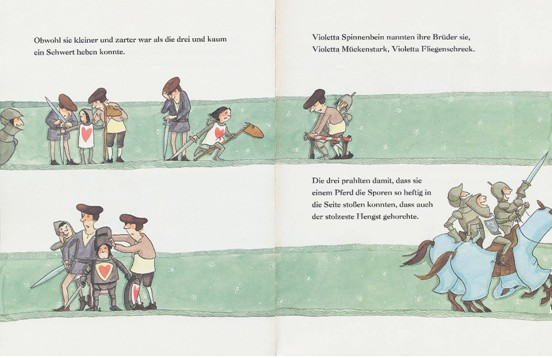 Obwohl sie kleiner und zarter war als die drei und kaum
ein Schwert heben konnte.
Violetta Spinnenbein nannten ihre Brüder sie,
Violetta Mückenstark, Violetta Fliegenschreck.
Die drei prahlten damit, dass sie
einem Pferd die Sporen so heftig in
die Seite stoßen konnten, dass auch
der stolzeste Hengst gehorchte.